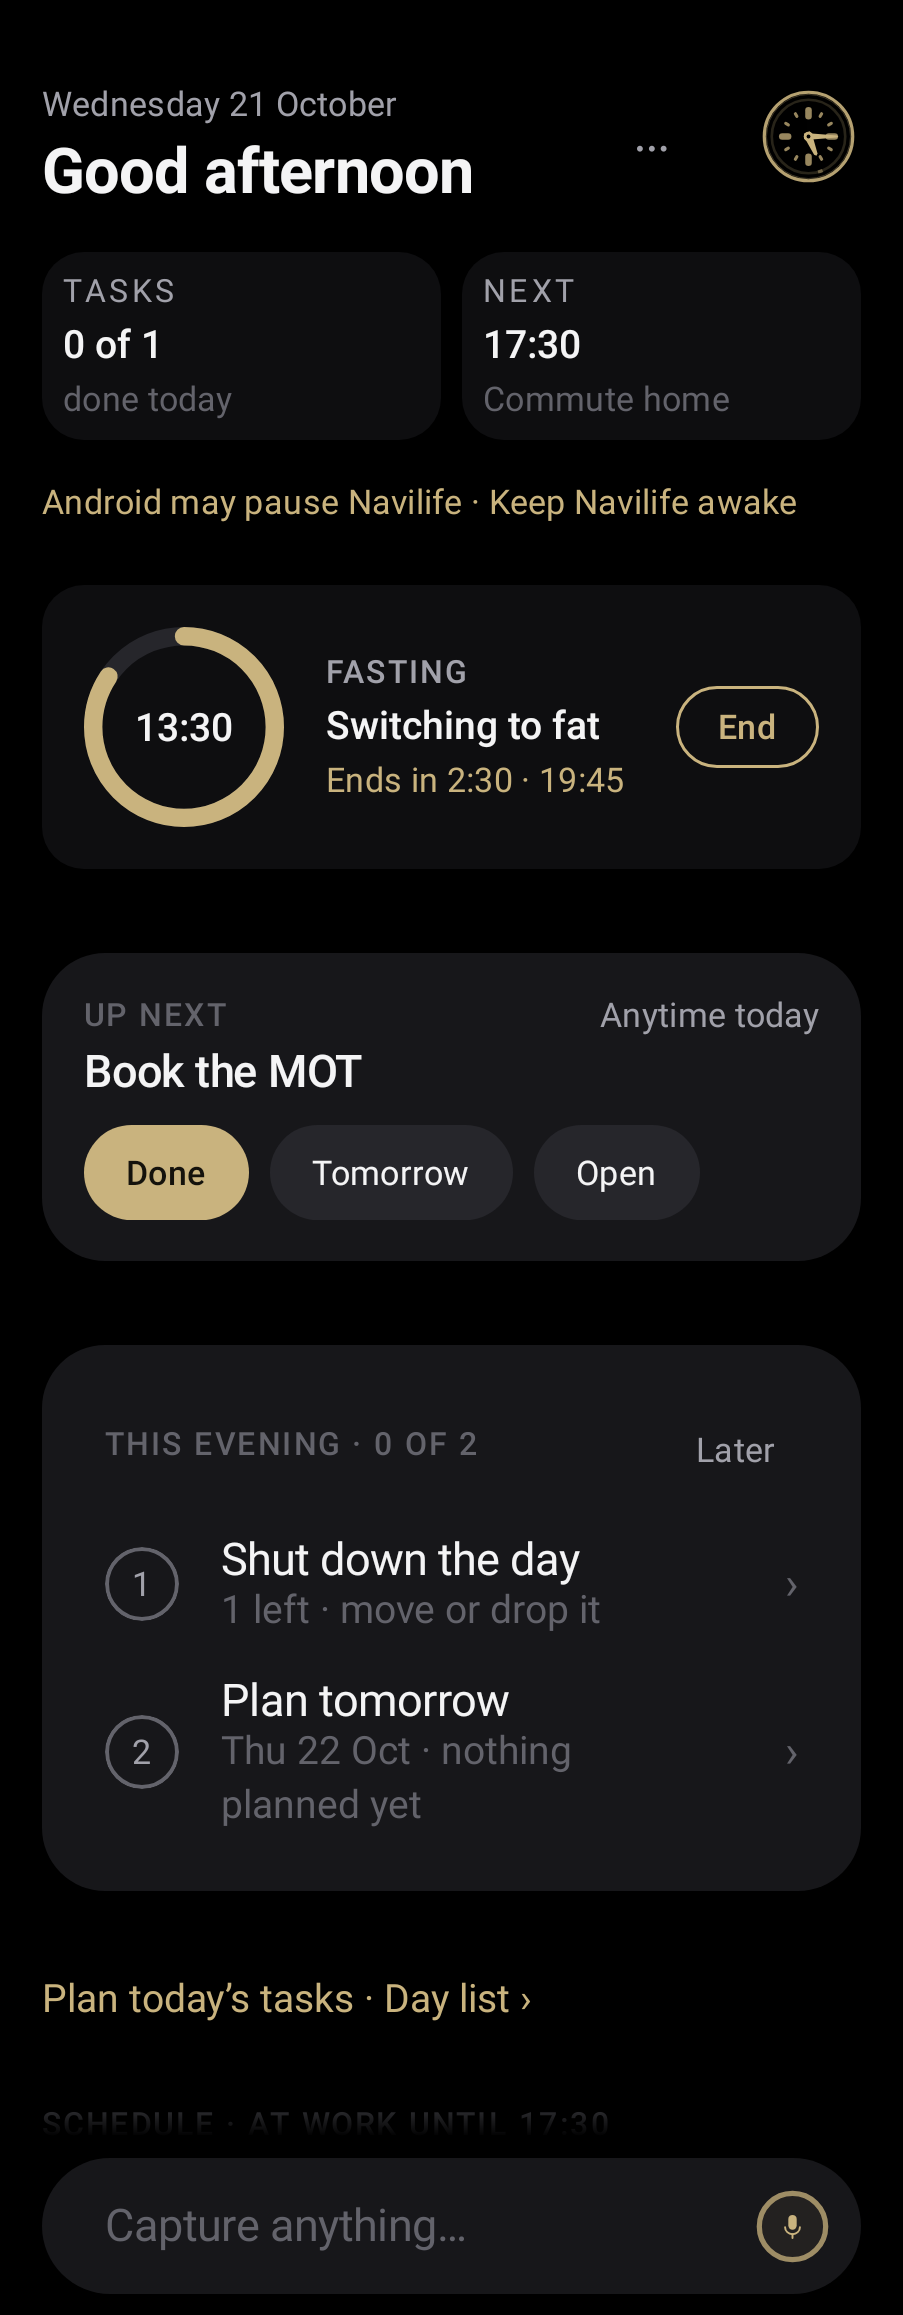 Wednesday 21 October
Good afternoon
...
TASKS
0 of 1
done today
NEXT
17:30
Commute home
Android may pause Navilife · Keep Navilife awake
13:30
FASTING
Switching to fat
Ends in 2:30 · 19:45
End
UP NEXT
Anytime today
Book the MOT
Done
Tomorrow
Open
THIS EVENING · 0 OF 2
Later
1
Shut down the day
1 left · move or drop it
›
2
Plan tomorrow
Thu 22 Oct · nothing
planned yet
›
Plan today’s tasks · Day list ›
SCHEDULE · AT WORK UNTIL 17:30
Capture anything…